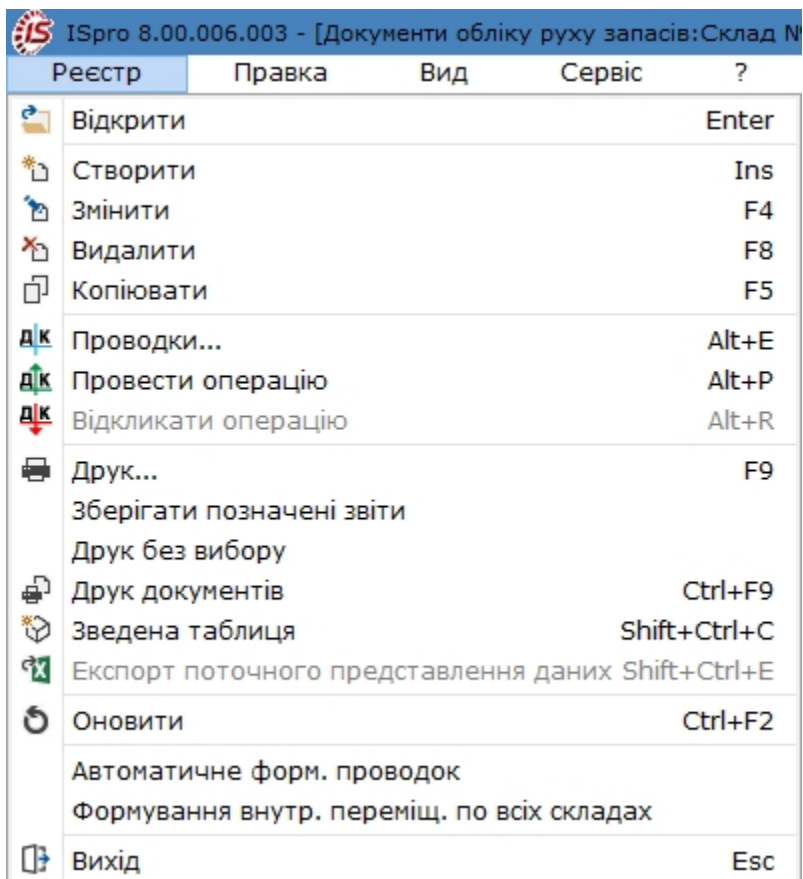 ISpro 8.00.006.003 - [Документи обліку руху запасів:Склад №
Реєстр Правка Вид Сервіс ?
Відкрити Enter
Створити Ins
Змінити F4
Видалити F8
Копіювати F5
Проводки... Alt+E
Провести операцію Alt+P
Відкликати операцію Alt+R
Друк... F9
Зберігати позначені звіти
Друк без вибору
Друк документів Ctrl+F9
Зведена таблиця Shift+Ctrl+C
Експорт поточного представлення даних Shift+Ctrl+E
Оновити Ctrl+F2
Автоматичне форм. проводок
Формування внутр. переміщ. по всіх складах
Вихід Esc